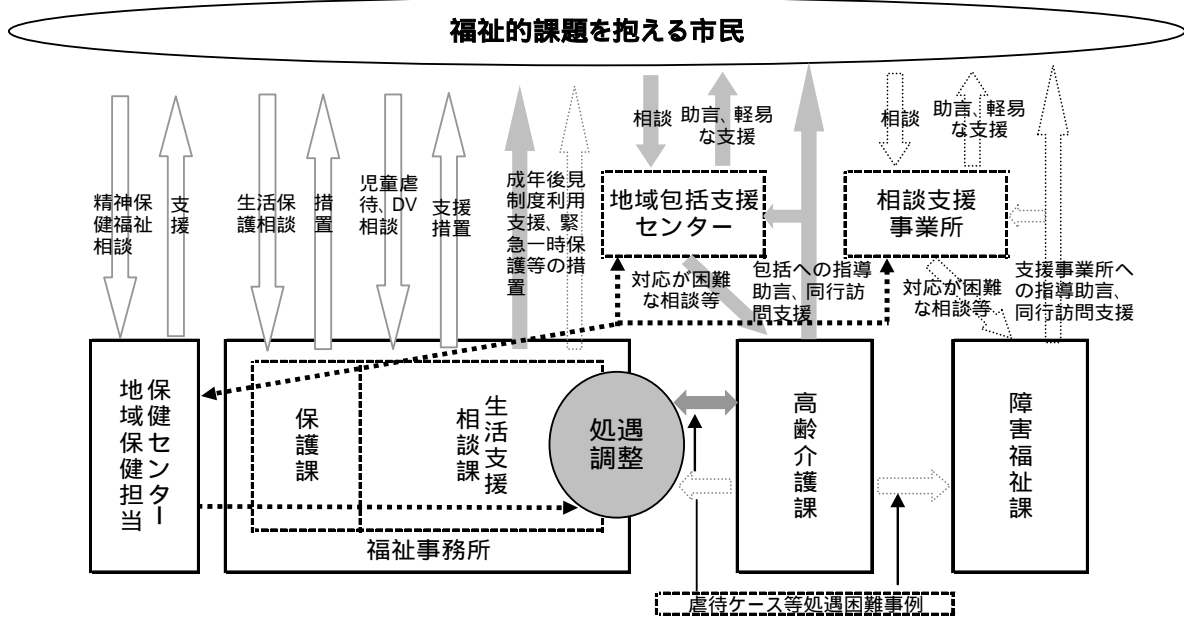 福祉的課題を抱える市民
精神保
健福祉
相談
支
援
生活保
護相談
措
置
児童虐
待、DV
相談
支援
措置
成年後見
制度利用
支援、緊
急一時保
護等の措
置
相談
助言、軽易
な支援
相談
助言、軽易
な支援
地域包括支援
センター
相談支援
事業所
対応が困難
な相談等
包括への指導
助言、同行訪
問支援
対応が困難
な相談等
支援事業所へ
の指導助言、
同行訪問支援
保健センター
地域保健担当
保護課
生活支援
相談課
処遇
調整
高齢介護課
障害福祉課
福祉事務所
虐待ケース等処遇困難事例